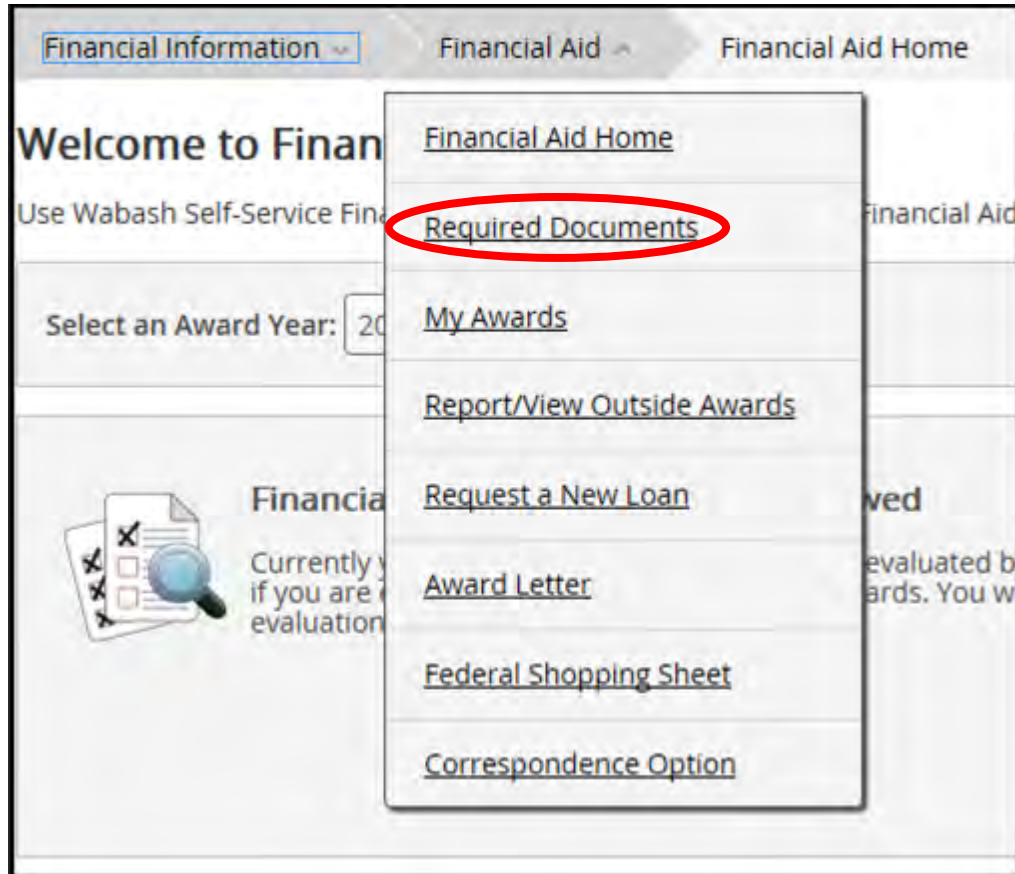 Financial Information Financial Aid Financial Aid Home
Welcome to Finan
Use Wabash Self-Service Fina Financial Aid
Select an Award Year: 20
Financia wed
Currently y evaluated b
if you are ards. You w
evaluation
Financial Aid Home
Required Documents
My Awards
Report/View Outside Awards
Request a New Loan
Award Letter
Federal Shopping Sheet
Correspondence Option